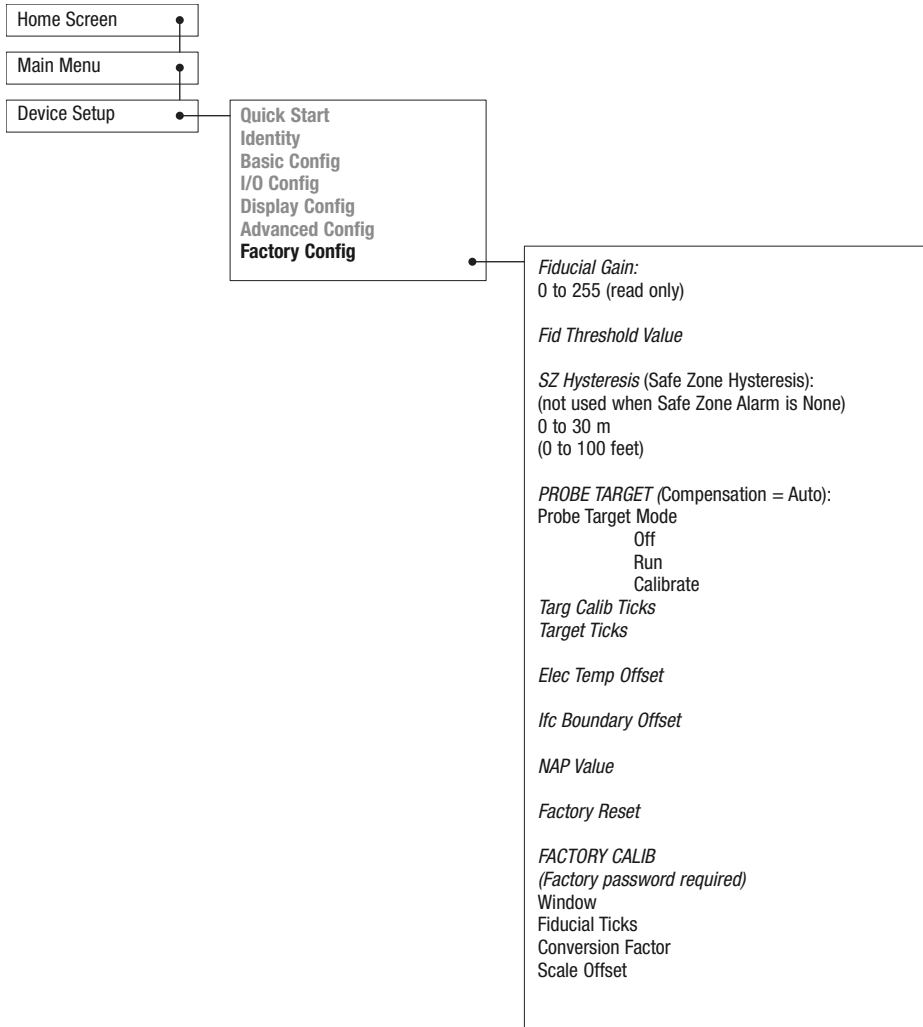 Home Screen
Main Menu
Device Setup
Quick Start
Identity
Basic Config
I/O Config
Display Config
Advanced Config
Factory Config
Fiducial Gain:
0 to 255 (read only)
Fid Threshold Value
SZ Hysteresis (Safe Zone Hysteresis):
(not used when Safe Zone Alarm is None)
0 to 30 m
(0 to 100 feet)
PROBE TARGET (Compensation = Auto):
Probe Target Mode
Off
Run
Calibrate
Targ Calib Ticks
Target Ticks
Elec Temp Offset
Ifc Boundary Offset
NAP Value
Factory Reset
FACTORY CALIB
(Factory password required)
Window
Fiducial Ticks
Conversion Factor
Scale Offset